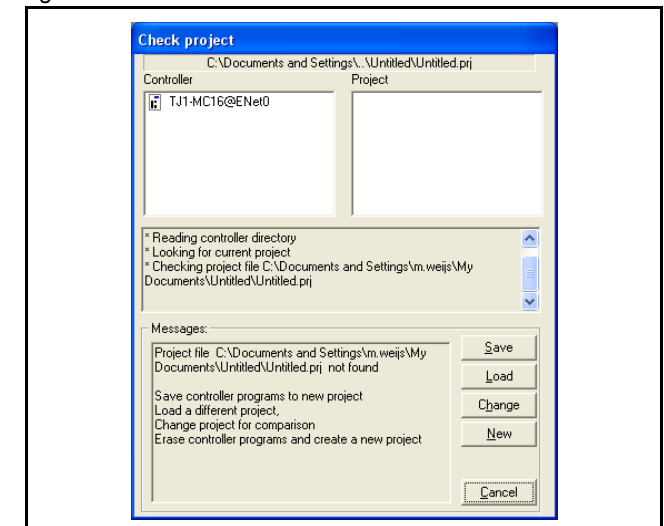 Check project
C:\Documents and Settings\..\Untitled\Untitled.prj
Controller
Project
TJ1-MC16@ENet0
* Reading controller directory
* Looking for current project
* Checking project file C:\Documents and Settings\m.weijs\My
Documents\Untitled\Untitled.prj
Messages:
Project file C:\Documents and Settings\m.weijs\My
Documents\Untitled\Untitled.prj not found
Save controller programs to new project
Load a different project,
Change project for comparison
Erase controller programs and create a new project
Save
Load
Change
New
Cancel